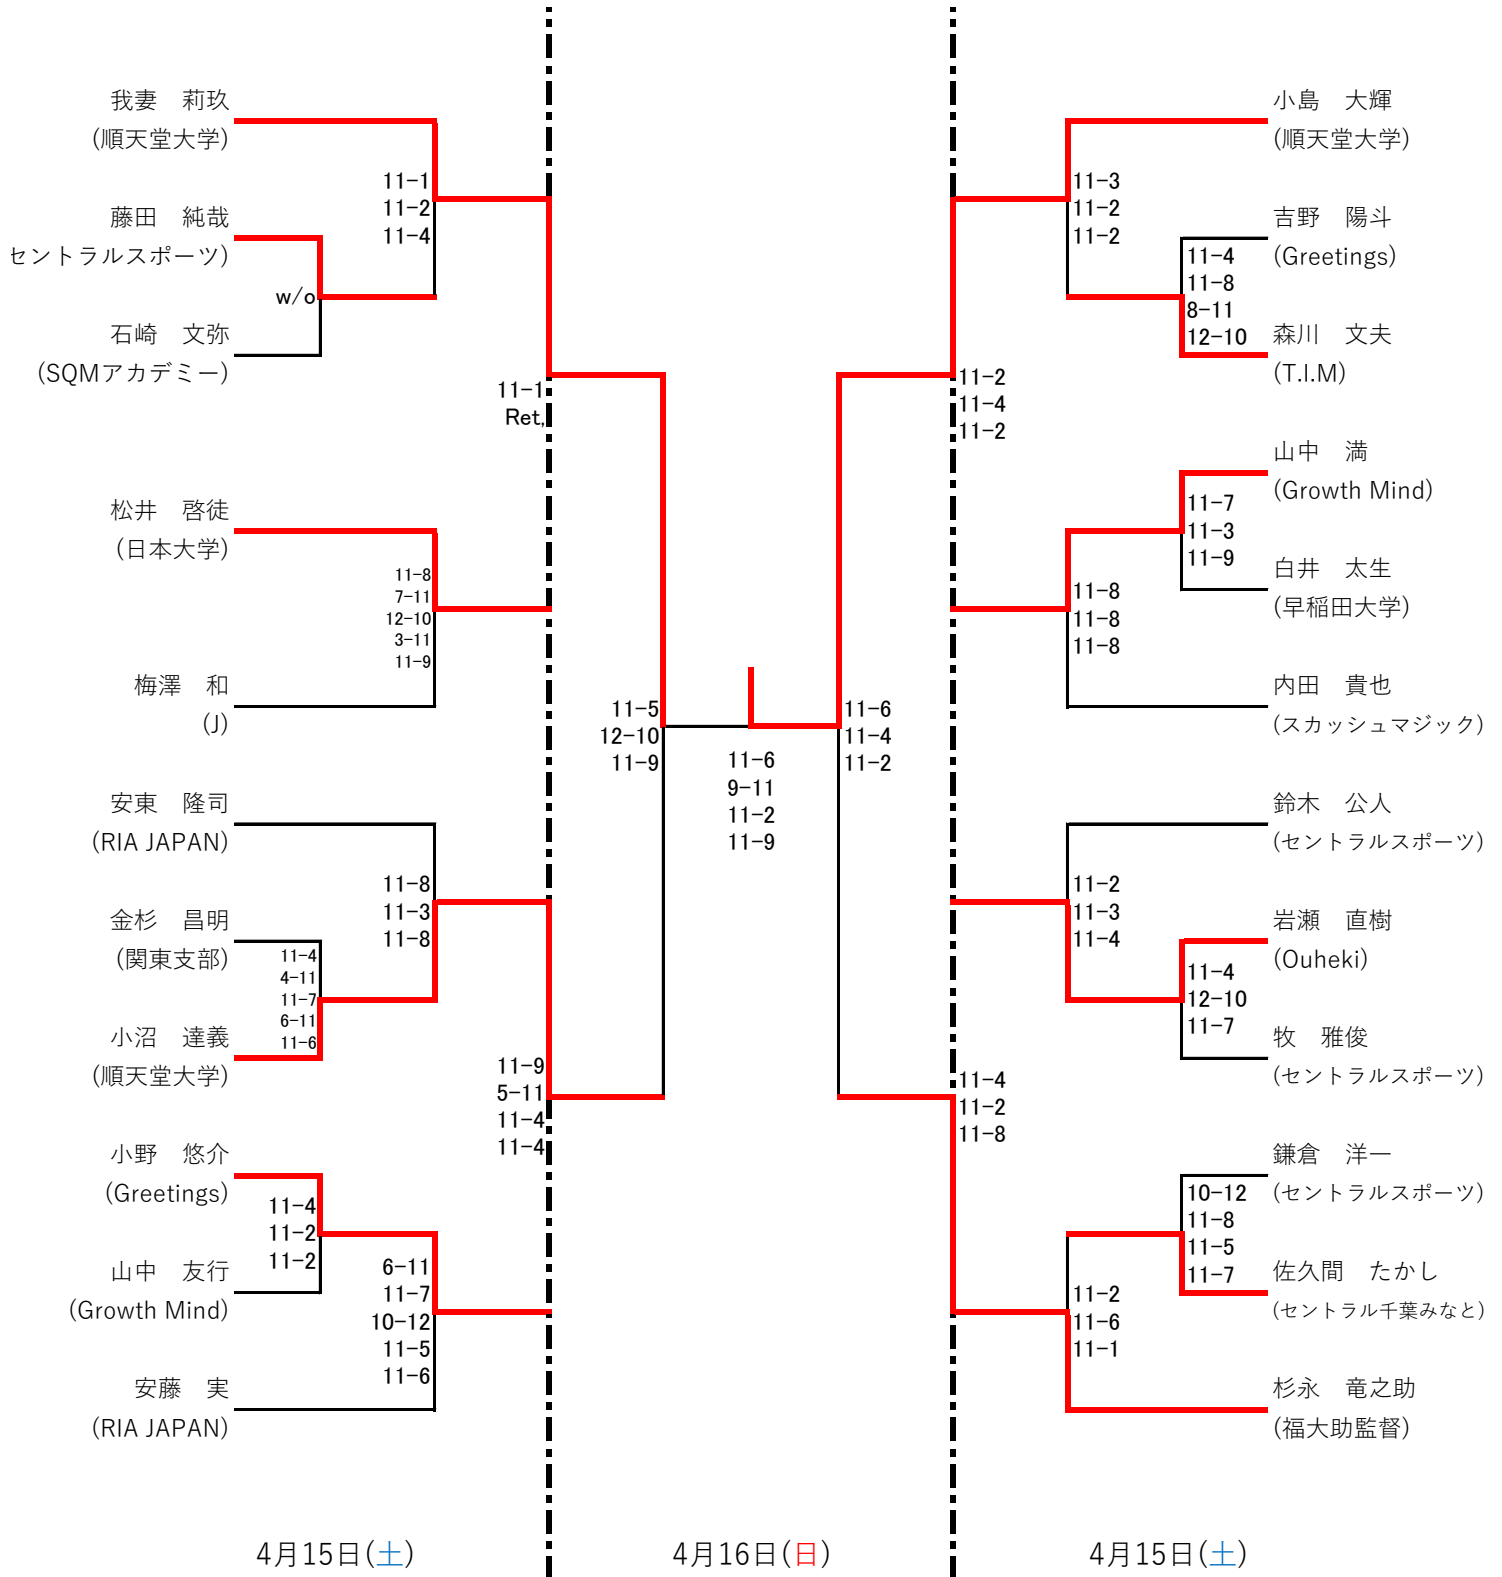 我妻　莉玖
(順天堂大学)
11-1
11-2
11-4
藤田　純哉
セントラルスポーツ)
w/o
石崎　文弥
(SQMアカデミー)
11-1
Ret,
松井　啓徒
(日本大学)
11-8
7-11
12-10
3-11
11-9
梅澤　和
(J)
11-5
12-10
11-9
安東　隆司
(RIA JAPAN)
11-8
11-3
11-8
金杉　昌明
(関東支部)
11-4
4-11
11-7
6-11
11-6
小沼　達義
(順天堂大学)
11-9
5-11
11-4
11-4
小野　悠介
(Greetings)
11-4
11-2
11-2
山中　友行
(Growth Mind)
6-11
11-7
10-12
11-5
11-6
安藤　実
(RIA JAPAN)
11-6
9-11
11-2
11-9
小島　大輝
(順天堂大学)
11-3
11-2
11-2
吉野　陽斗
(Greetings)
11-4
11-8
8-11
12-10
森川　文夫
(T.I.M)
11-2
11-4
11-2
山中　満
(Growth Mind)
11-7
11-3
11-9
白井　太生
(早稲田大学)
11-8
11-8
11-8
内田　貴也
(スカッシュマジック)
11-6
11-4
11-2
鈴木　公人
(セントラルスポーツ)
11-2
11-3
11-4
岩瀬　直樹
(Ouheki)
11-4
12-10
11-7
牧　雅俊
(セントラルスポーツ)
11-4
11-2
11-8
鎌倉　洋一
(セントラルスポーツ)
10-12
11-8
11-5
11-7
佐久間　たかし
(セントラル千葉みなと)
11-2
11-6
11-1
杉永　竜之助
(福大助監督)
4月15日(土)
4月16日(日)
4月15日(土)